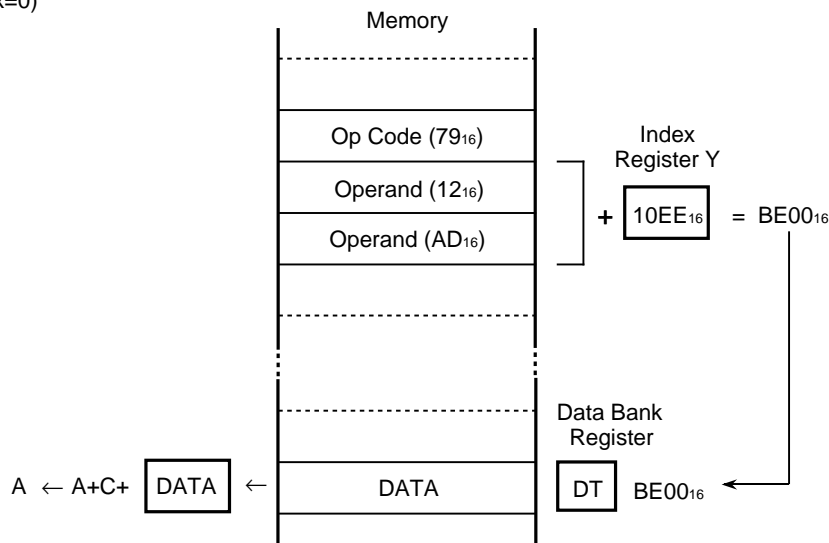 x=0)
Memory
Op Code (79₁₆)
Index
Register Y
Operand (12₁₆)
+ 10EE₁₆ = BE00₁₆
Operand (AD₁₆)
Data Bank
Register
A ← A+C+ DATA ← DATA DT BE00₁₆